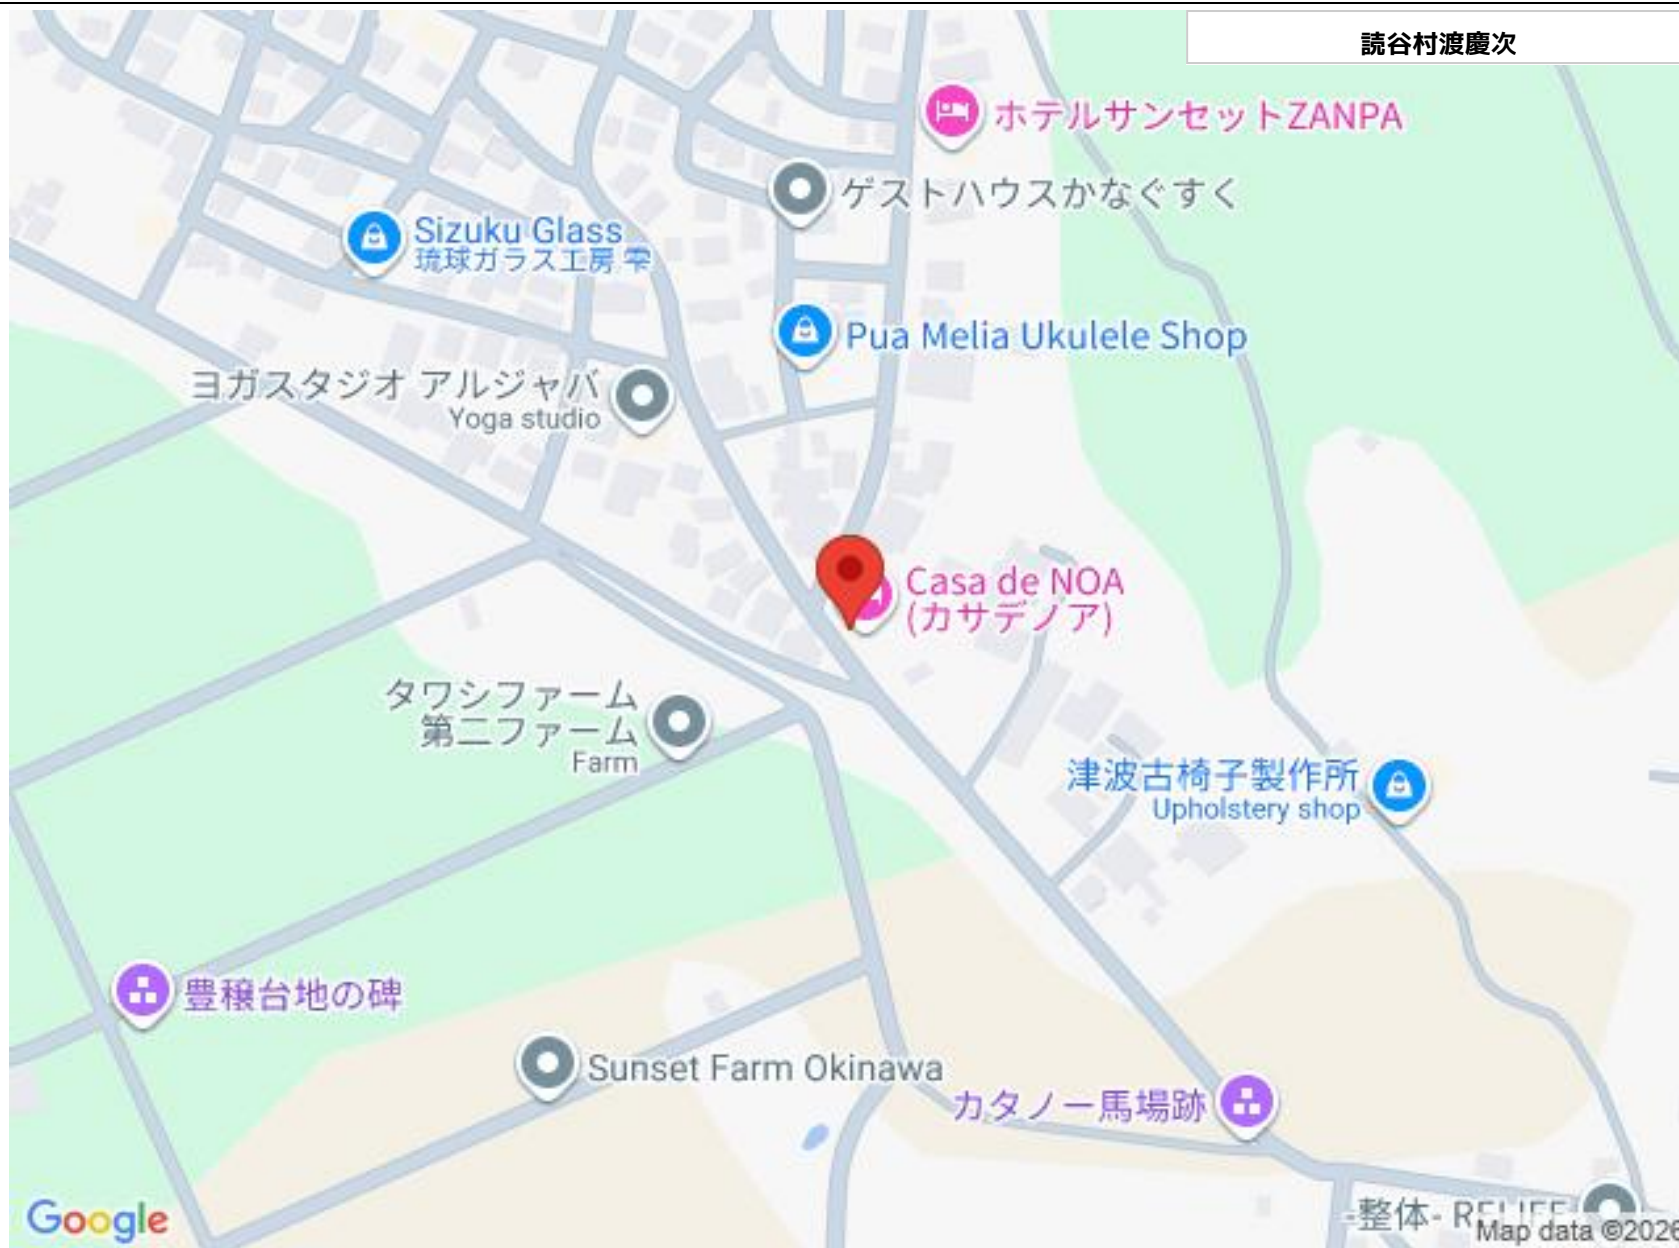 読谷村渡慶次
ホテルサンセットZANPA
ゲストハウスかなぐすく
Sizuku Glass
琉球ガラス工房 雫
Pua Melia Ukulele Shop
ヨガスタジオ アルジャバ
Yoga studio
Casa de NOA
(カサデノア)
タワシファーム
第二ファーム
Farm
津波古椅子製作所
Upholstery shop
豊穣台地の碑
Sunset Farm Okinawa
カタノー馬場跡
-整体- RELIEF
Google
Map data ©2026